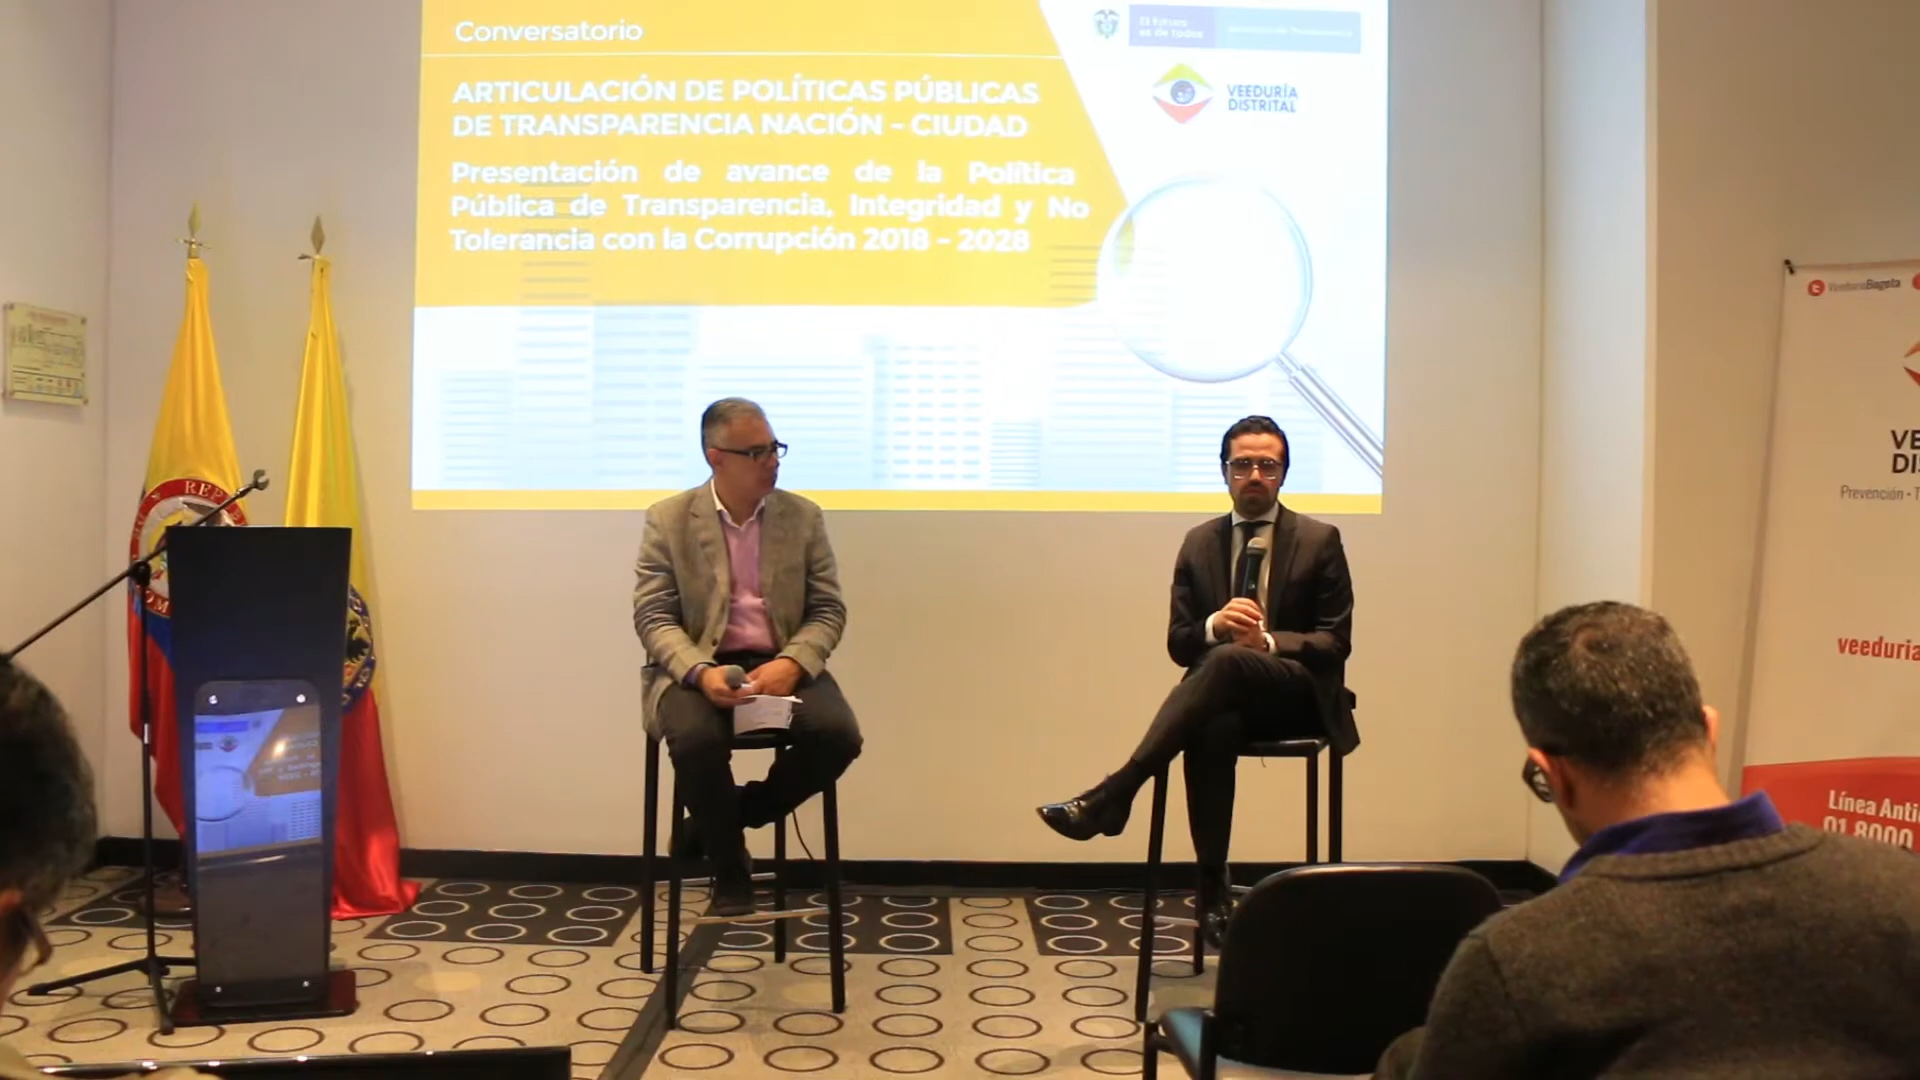 Conversatorio
ARTICULACIÓN DE POLÍTICAS PÚBLICAS
DE TRANSPARENCIA NACIÓN - CIUDAD
Presentación de avance de la Política
Pública de Transparencia, Integridad y No
Tolerancia con la Corrupción 2018 - 2028
El futuro
es de todos
VEEDURÍA
DISTRITAL
REP
VeeduriaBogota
VE
DI
Prevención • T
veeduria
Línea Anti
01 8000